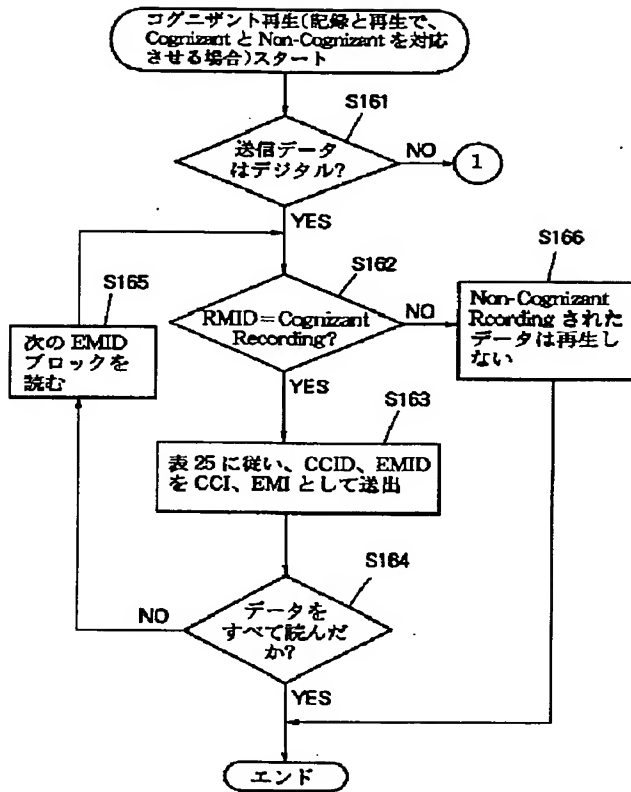 コグニザント再生(記録と再生で、
Cognizant と Non-Cognizant を対応
させる場合)スタート
S161
送信データ
はデジタル?
NO
1
YES
S162
RMID=Cognizant
Recording?
NO
S166
Non-Cognizant
Rcording された
データは再生し
ない
S165
次の EMID
ブロックを
読む
YES
S163
表 25 に従い、CCID、EMID
を CCI、EMI として送出
S164
データを
すべて読んだ
か?
NO
YES
エンド